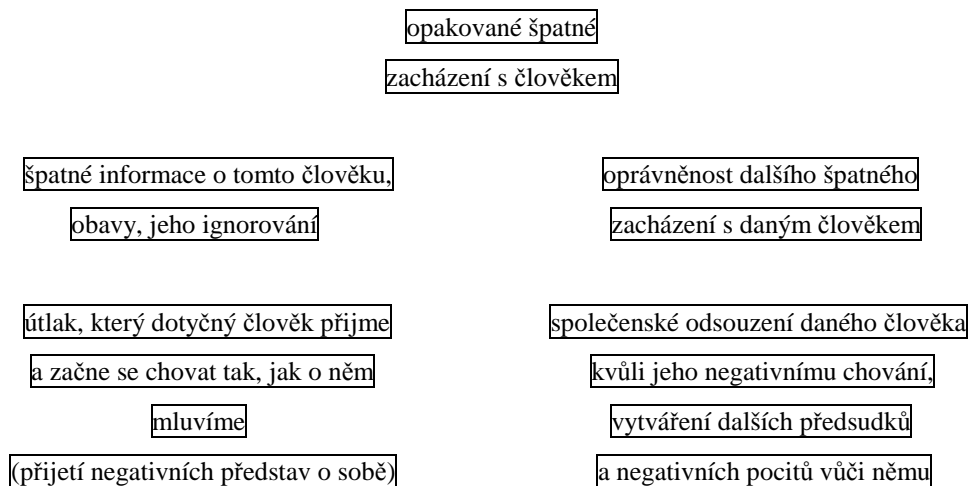 opakované špatné
zacházení s člověkem
špatné informace o tomto člověku,
obavy, jeho ignorování
oprávněnost dalšího špatného
zacházení s daným člověkem
útlak, který dotyčný člověk přijme
a začne se chovat tak, jak o něm
mluvíme
(přijetí negativních představ o sobě)
společenské odsouzení daného člověka
kvůli jeho negativnímu chování,
vytváření dalších předsudků
a negativních pocitů vůči němu